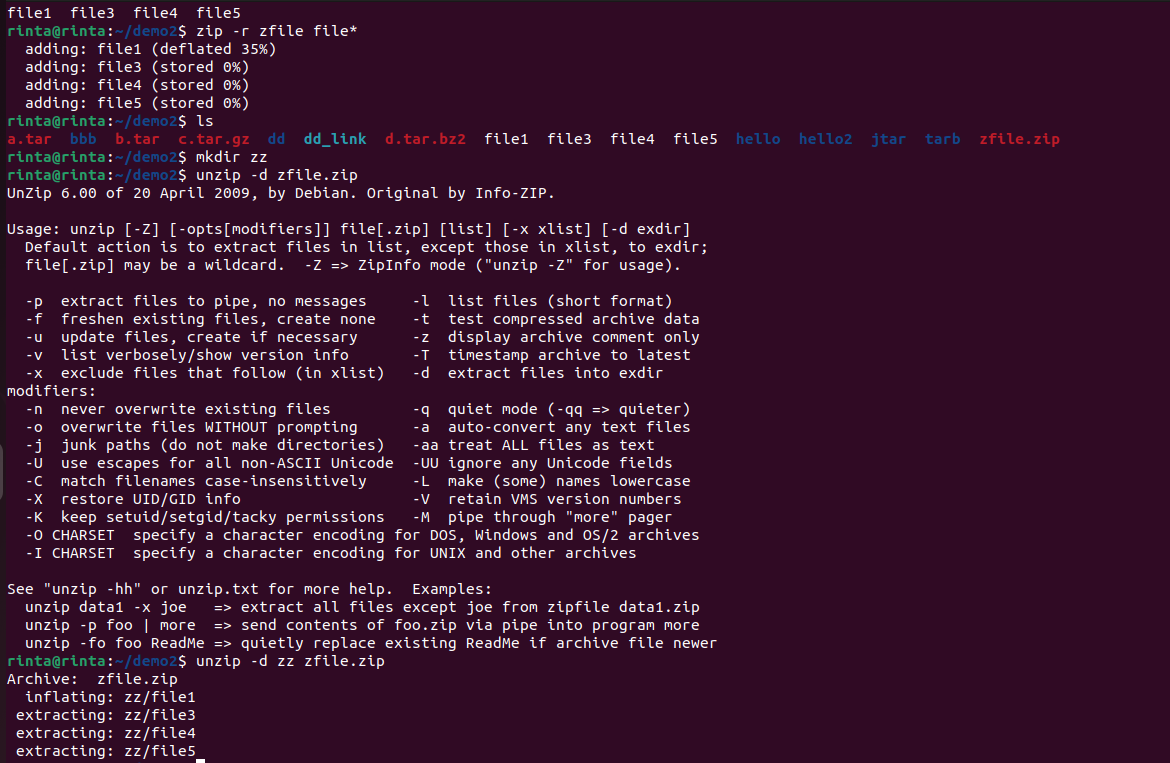 file1  file3  file4  file5
rinta@rinta:~/demo2$ zip -r zfile file*
  adding: file1 (deflated 35%)
  adding: file3 (stored 0%)
  adding: file4 (stored 0%)
  adding: file5 (stored 0%)
rinta@rinta:~/demo2$ ls
a.tar  bbb  b.tar  c.tar.gz  dd  dd_link  d.tar.bz2  file1  file3  file4  file5  hello  hello2  jtar  tarb  zfile.zip
rinta@rinta:~/demo2$ mkdir zz
rinta@rinta:~/demo2$ unzip -d zfile.zip
UnZip 6.00 of 20 April 2009, by Debian. Original by Info-ZIP.

Usage: unzip [-Z] [-opts[modifiers]] file[.zip] [list] [-x xlist] [-d exdir]
  Default action is to extract files in list, except those in xlist, to exdir;
  file[.zip] may be a wildcard.  -Z => ZipInfo mode ("unzip -Z" for usage).

  -p  extract files to pipe, no messages     -l  list files (short format)
  -f  freshen existing files, create none    -t  test compressed archive data
  -u  update files, create if necessary      -z  display archive comment only
  -v  list verbosely/show version info       -T  timestamp archive to latest
  -x  exclude files that follow (in xlist)   -d  extract files into exdir
modifiers:
  -n  never overwrite existing files         -q  quiet mode (-qq => quieter)
  -o  overwrite files WITHOUT prompting      -a  auto-convert any text files
  -j  junk paths (do not make directories)   -aa treat ALL files as text
  -U  use escapes for all non-ASCII Unicode  -UU ignore any Unicode fields
  -C  match filenames case-insensitively     -L  make (some) names lowercase
  -X  restore UID/GID info                   -V  retain VMS version numbers
  -K  keep setuid/setgid/tacky permissions   -M  pipe through "more" pager
  -O CHARSET  specify a character encoding for DOS, Windows and OS/2 archives
  -I CHARSET  specify a character encoding for UNIX and other archives

See "unzip -hh" or unzip.txt for more help.  Examples:
  unzip data1 -x joe   => extract all files except joe from zipfile data1.zip
  unzip -p foo | more  => send contents of foo.zip via pipe into program more
  unzip -fo foo ReadMe => quietly replace existing ReadMe if archive file newer
rinta@rinta:~/demo2$ unzip -d zz zfile.zip
Archive:  zfile.zip
  inflating: zz/file1
 extracting: zz/file3
 extracting: zz/file4
 extracting: zz/file5